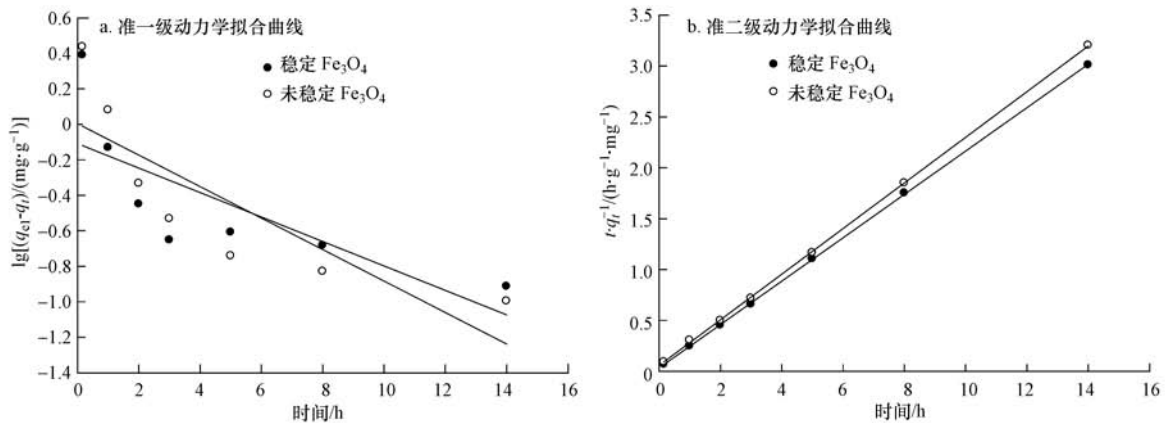 a. 准一级动力学拟合曲线
● 稳定 Fe₃O₄
○ 未稳定 Fe₃O₄
lg[(qₑ₁-qₜ)/(mg·g⁻¹)]
0.6
0.4
0.2
0
−0.2
−0.4
−0.6
−0.8
−1.0
−1.2
−1.4
0 2 4 6 8 10 12 14 16
时间/h
b. 准二级动力学拟合曲线
● 稳定 Fe₃O₄
○ 未稳定 Fe₃O₄
t·qₜ⁻¹/(h·g⁻¹·mg⁻¹)
3.5
3.0
2.5
2.0
1.5
1.0
0.5
0
0 2 4 6 8 10 12 14 16
时间/h